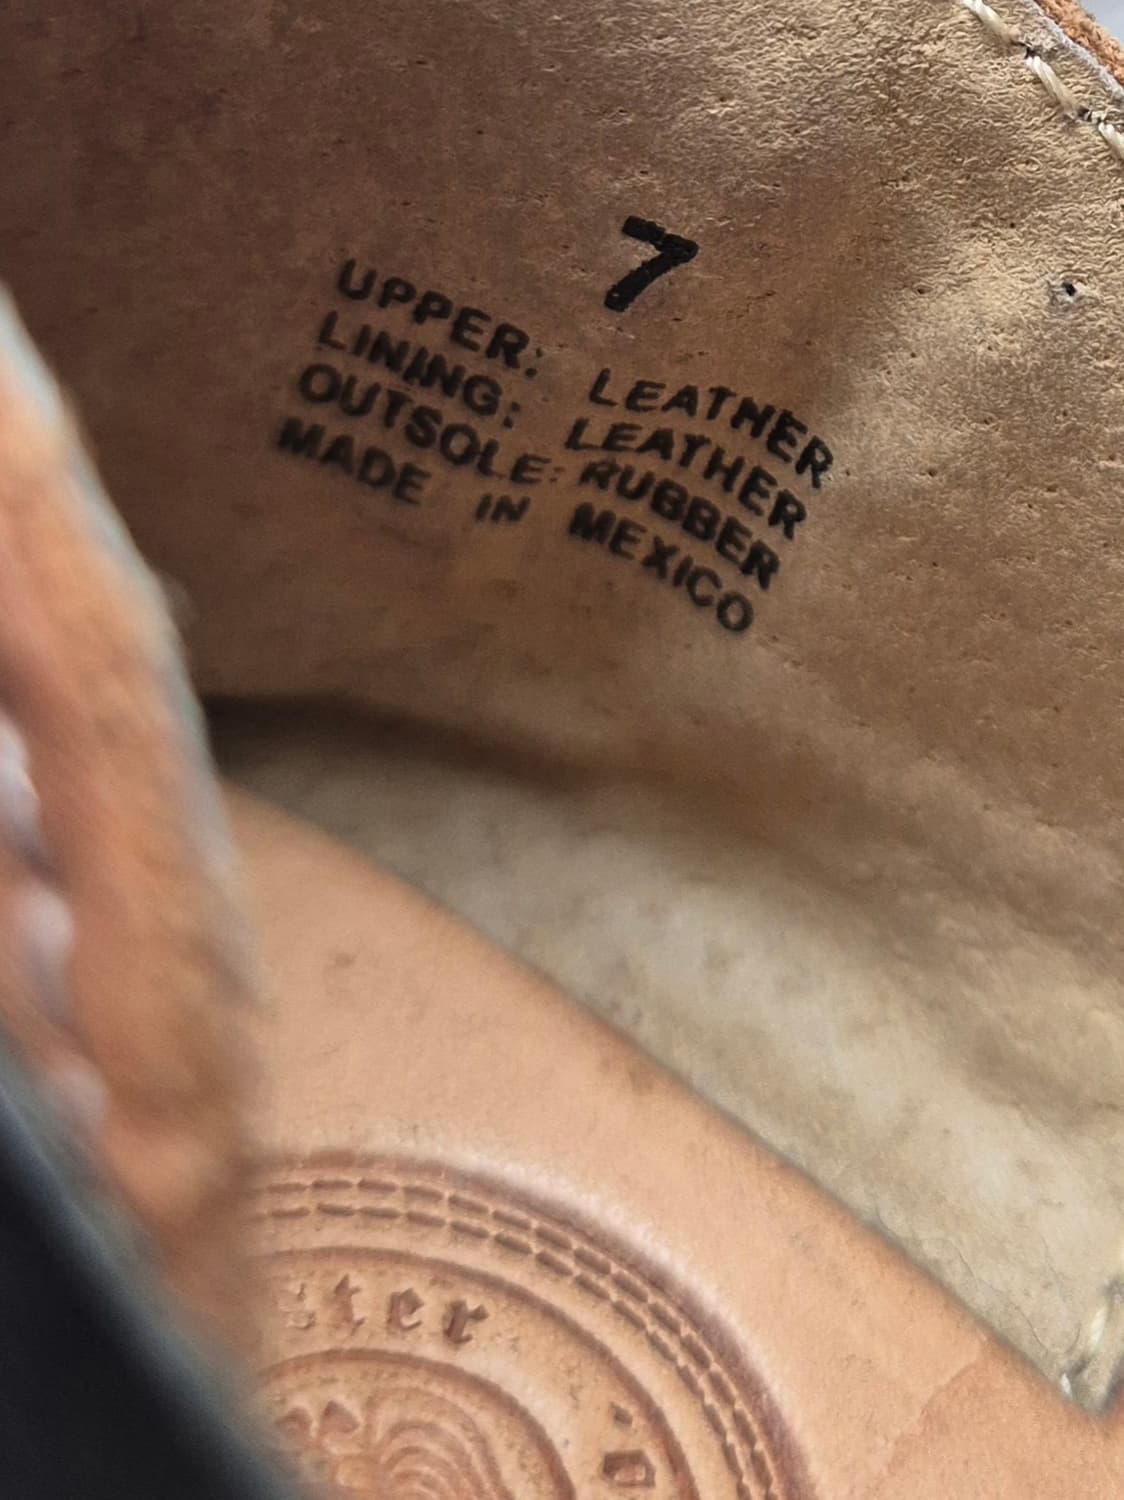 7
UPPER: LEATHER
LINING: LEATHER
OUTSOLE: RUBBER
MADE IN MEXICO